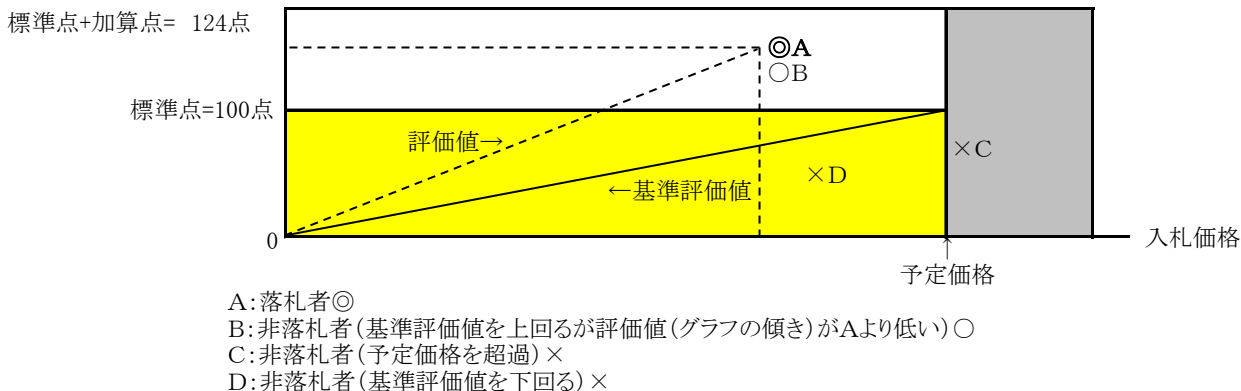 標準点+加算点= 124点
◎A
○B
標準点=100点
評価値→
×C
×D
←基準評価値
0
入札価格
↑
予定価格
A:落札者◎
B:非落札者(基準評価値を上回るが評価値(グラフの傾き)がAより低い)○
C:非落札者(予定価格を超過)×
D:非落札者(基準評価値を下回る)×